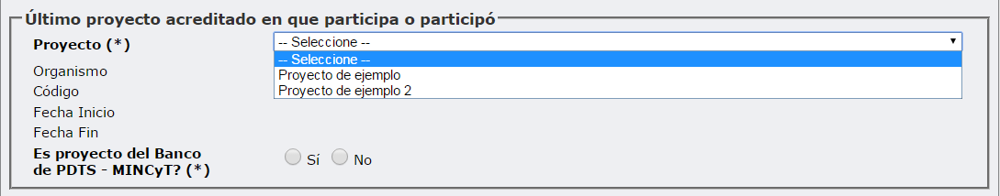 Último proyecto acreditado en que participa o participó
Proyecto (*)
-- Seleccione --
-- Seleccione --
Proyecto de ejemplo
Proyecto de ejemplo 2
Organismo
Código
Fecha Inicio
Fecha Fin
Es proyecto del Banco
de PDTS - MINCyT? (*)
Sí No